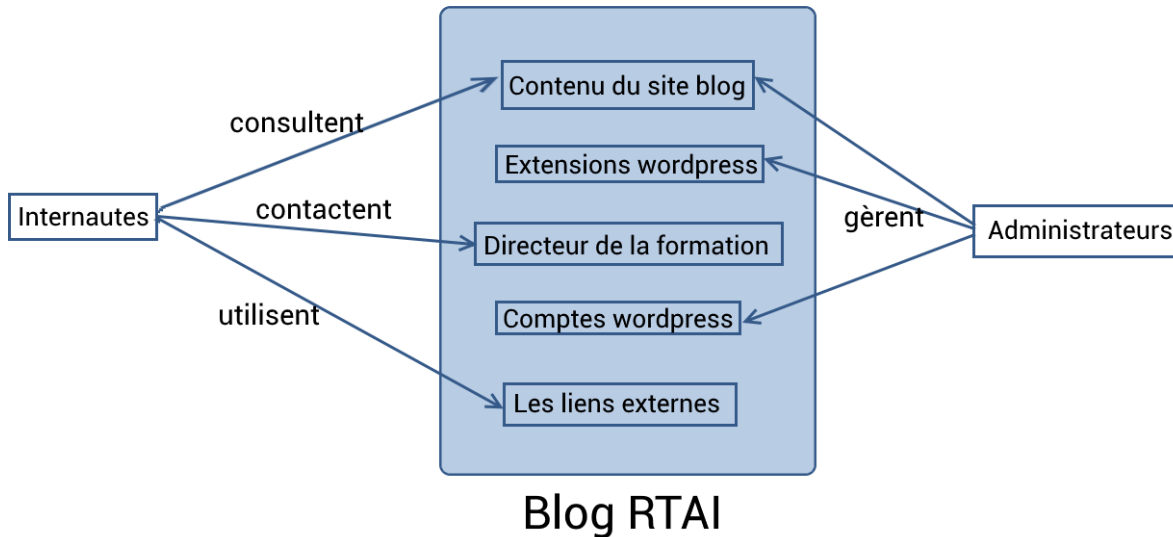 Contenu du site blog
consultent
Extensions wordpress
Internautes
contactent
gèrent
Administrateurs
Directeur de la formation
utilisent
Comptes wordpress
Les liens externes
Blog RTAI